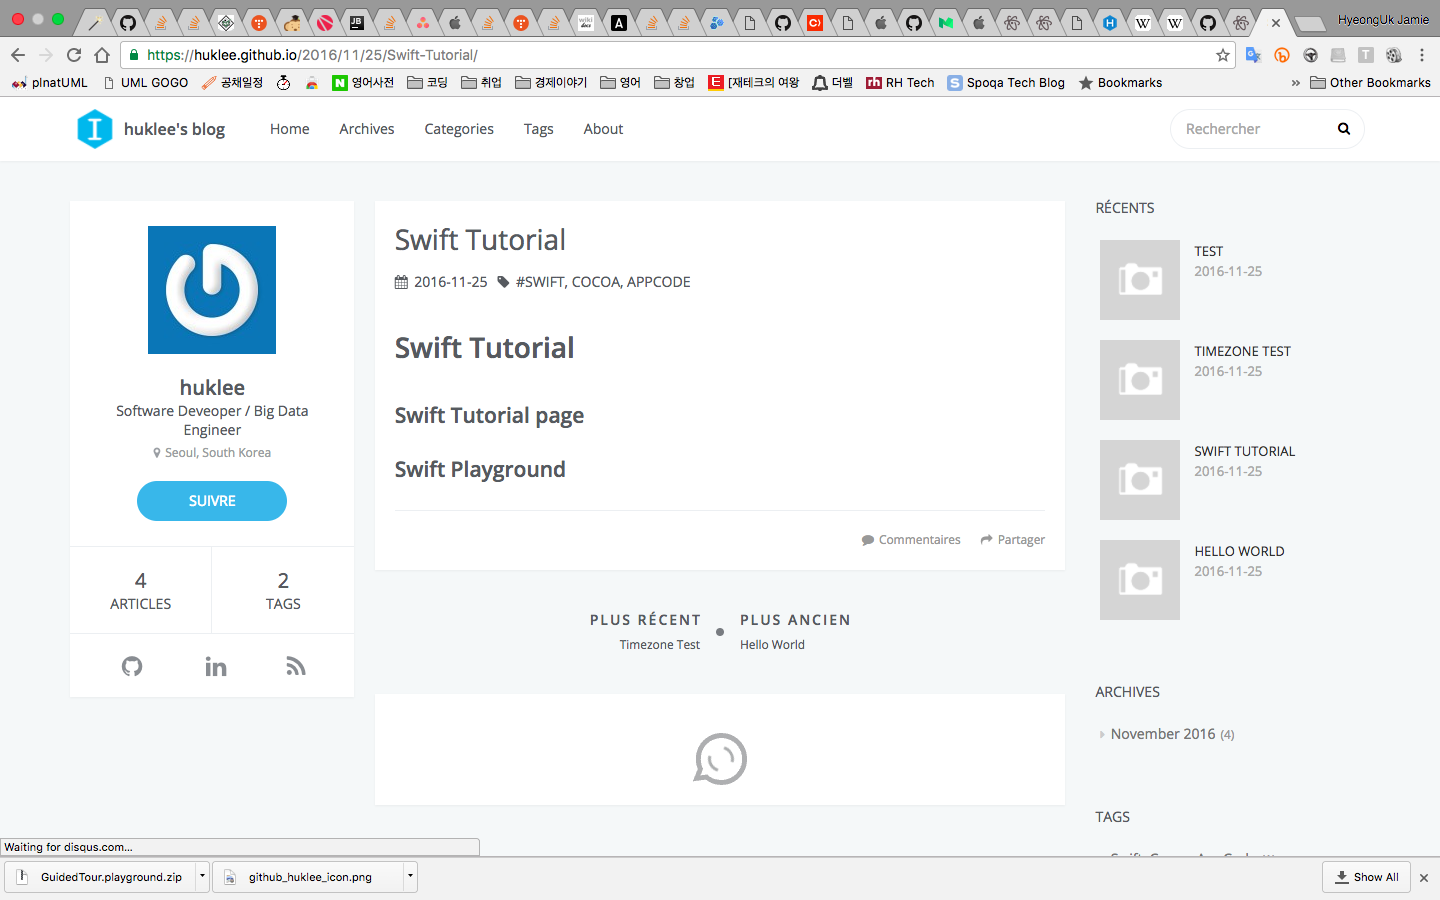 HyeongUk Jamie
https://huklee.github.io/2016/11/25/Swift-Tutorial/
plnatUML UML GOGO 공채일정 영어사전 코딩 취업 경제이야기 영어 창업 [재테크의 여왕 더벨 RH Tech Spoqa Tech Blog Bookmarks » Other Bookmarks
huklee's blog Home Archives Categories Tags About Rechercher
huklee
Software Deveoper / Big Data
Engineer
Seoul, South Korea
SUIVRE
4 2
ARTICLES TAGS
Swift Tutorial
2016-11-25 #SWIFT, COCOA, APPCODE
Swift Tutorial
Swift Tutorial page
Swift Playground
Commentaires Partager
PLUS RÉCENT PLUS ANCIEN
Timezone Test Hello World
RÉCENTS
TEST
2016-11-25
TIMEZONE TEST
2016-11-25
SWIFT TUTORIAL
2016-11-25
HELLO WORLD
2016-11-25
ARCHIVES
November 2016 (4)
TAGS
Waiting for disqus.com...
GuidedTour.playground.zip github_huklee_icon.png Show All